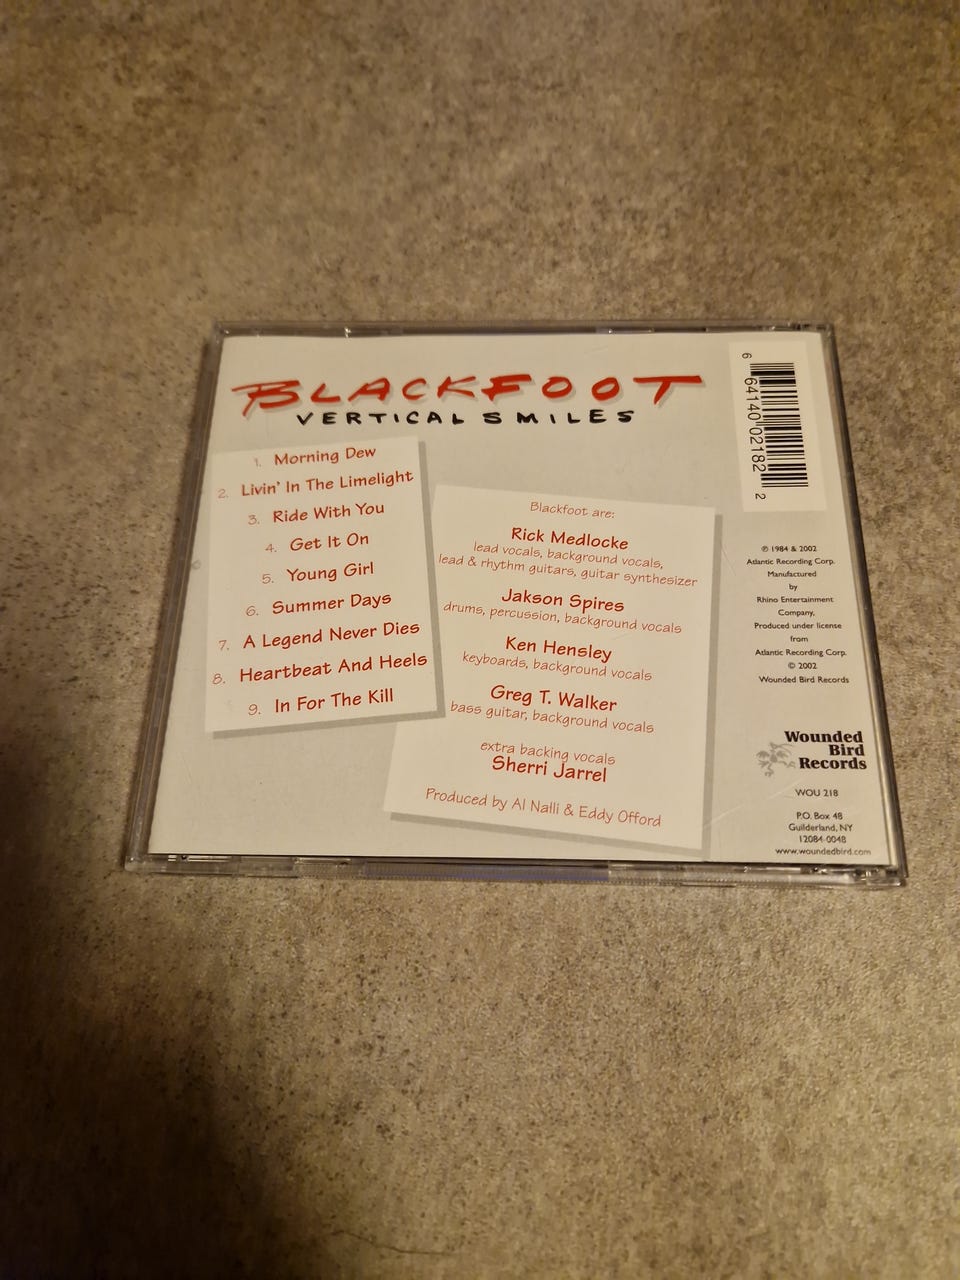 BLACKFOOT
VERTICAL SMILES
1. Morning Dew
2. Livin' In The Limelight
3. Ride With You
4. Get It On
5. Young Girl
6. Summer Days
7. A Legend Never Dies
8. Heartbeat And Heels
9. In For The Kill
Blackfoot are:
Rick Medlocke
lead vocals, background vocals,
lead & rhythm guitars, guitar synthesizer
Jakson Spires
drums, percussion, background vocals
Ken Hensley
keyboards, background vocals
Greg T. Walker
bass guitar, background vocals
extra backing vocals
Sherri Jarrel
Produced by Al Nalli & Eddy Offord
6 64140 02182 2
℗ 1984 & 2002
Atlantic Recording Corp.
Manufactured
by
Rhino Entertainment
Company,
Produced under license
from
Atlantic Recording Corp.
© 2002
Wounded Bird Records
Wounded
Bird
Records
WOU 218
P.O. Box 48
Guilderland, NY
12084-0048
www.woundedbird.com